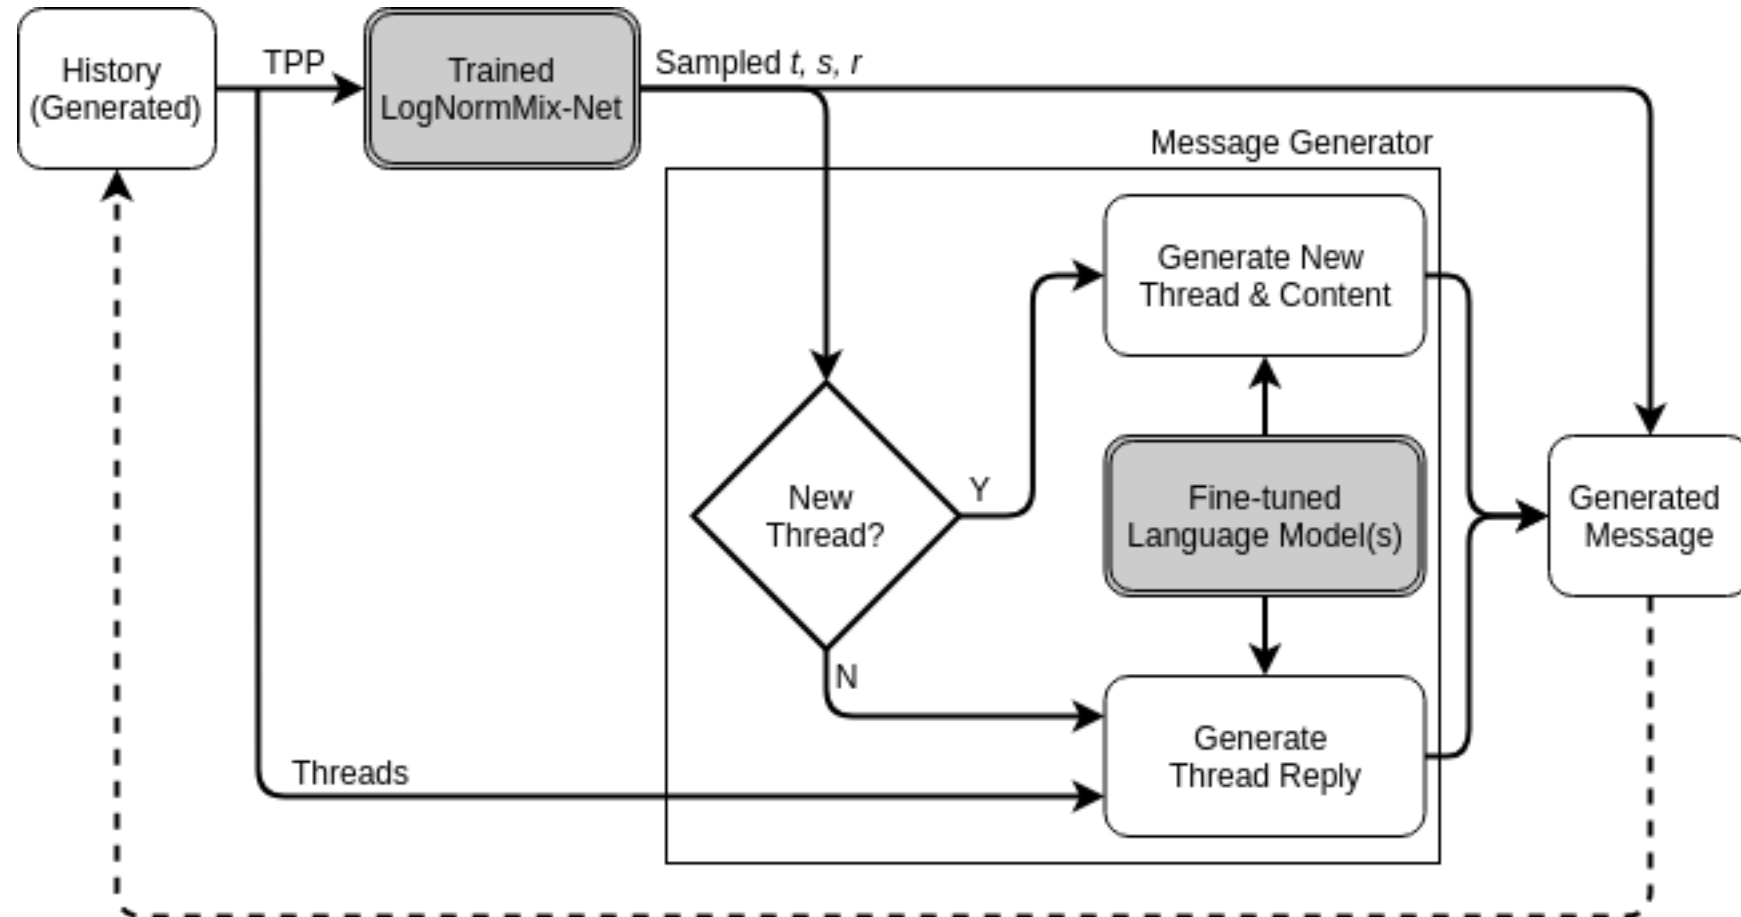 History
(Generated)
TPP
Trained
LogNormMix-Net
Sampled t, s, r
Message Generator
Generate New
Thread & Content
New
Thread?
Y
Fine-tuned
Language Model(s)
Generated
Message
N
Generate
Thread Reply
Threads